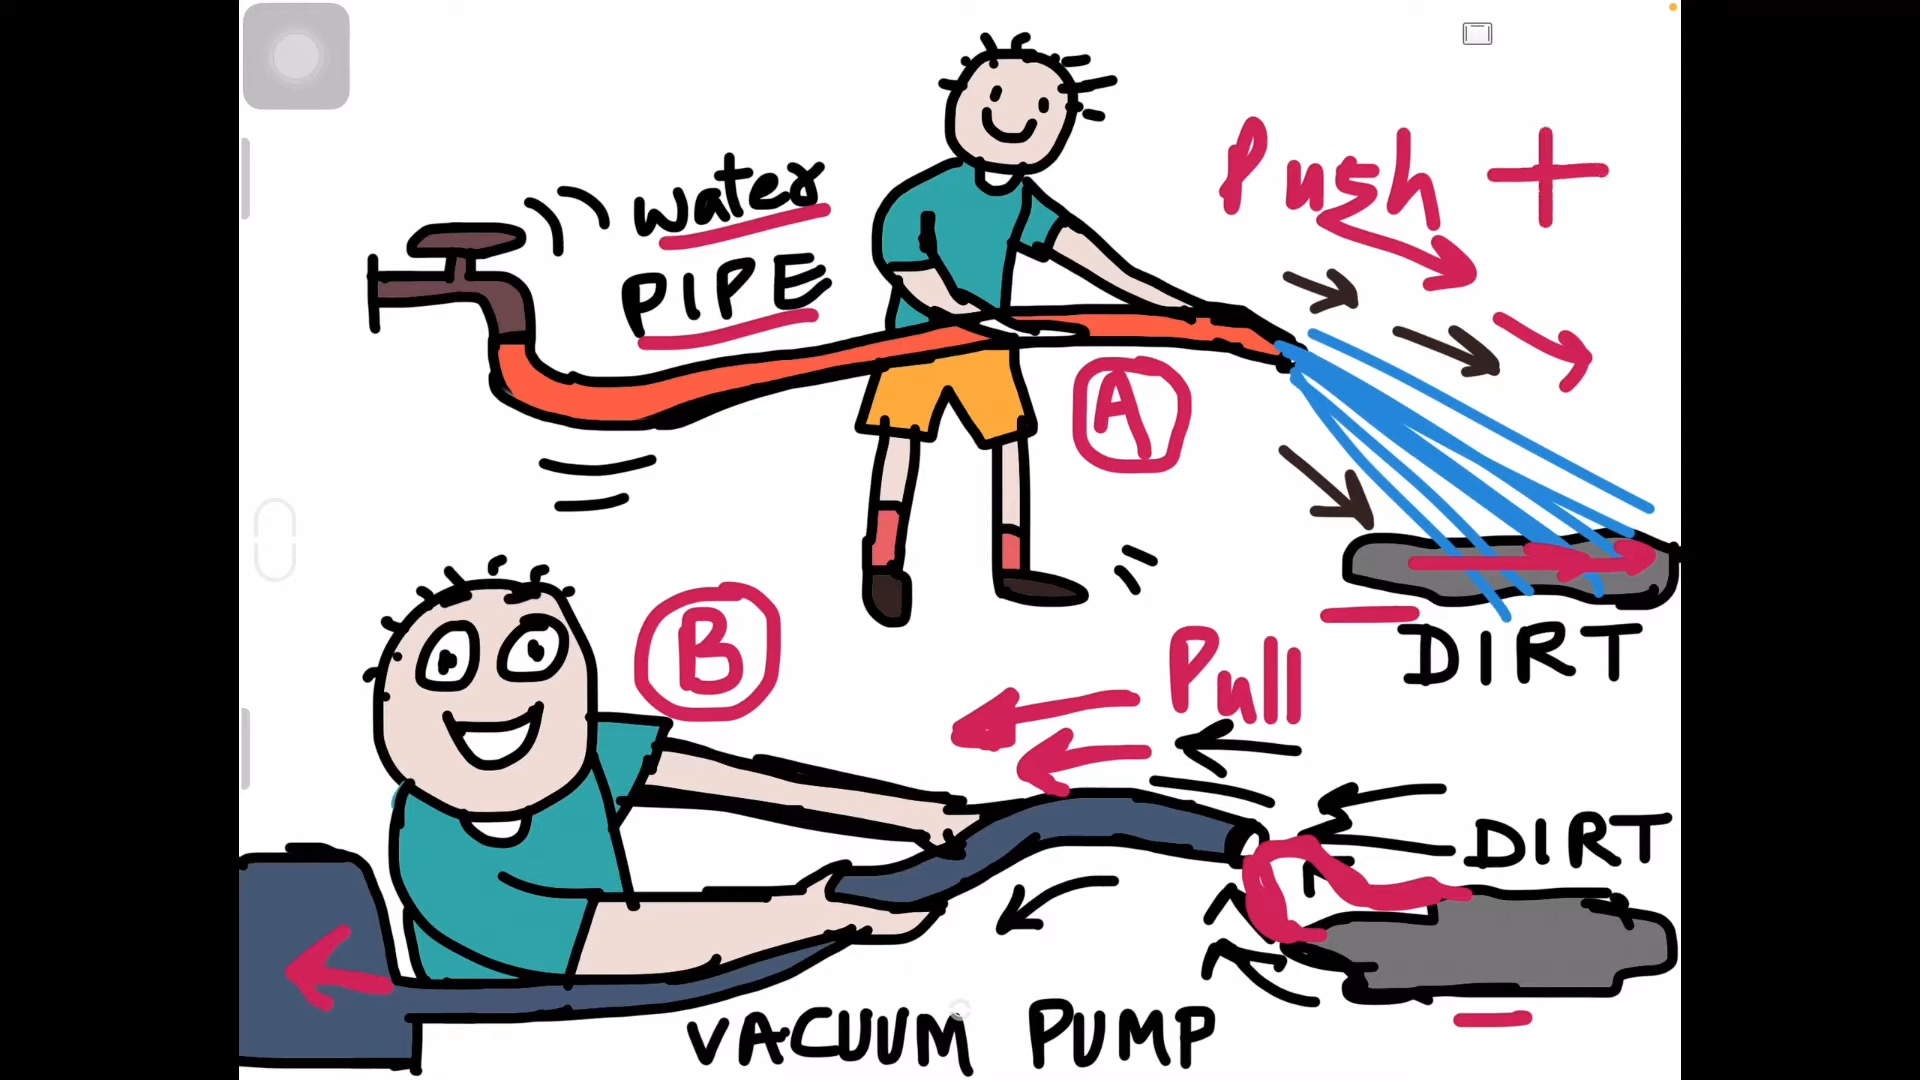 water
PIPE
Push +
A
DIRT
B
Pull
DIRT
VACUUM PUMP